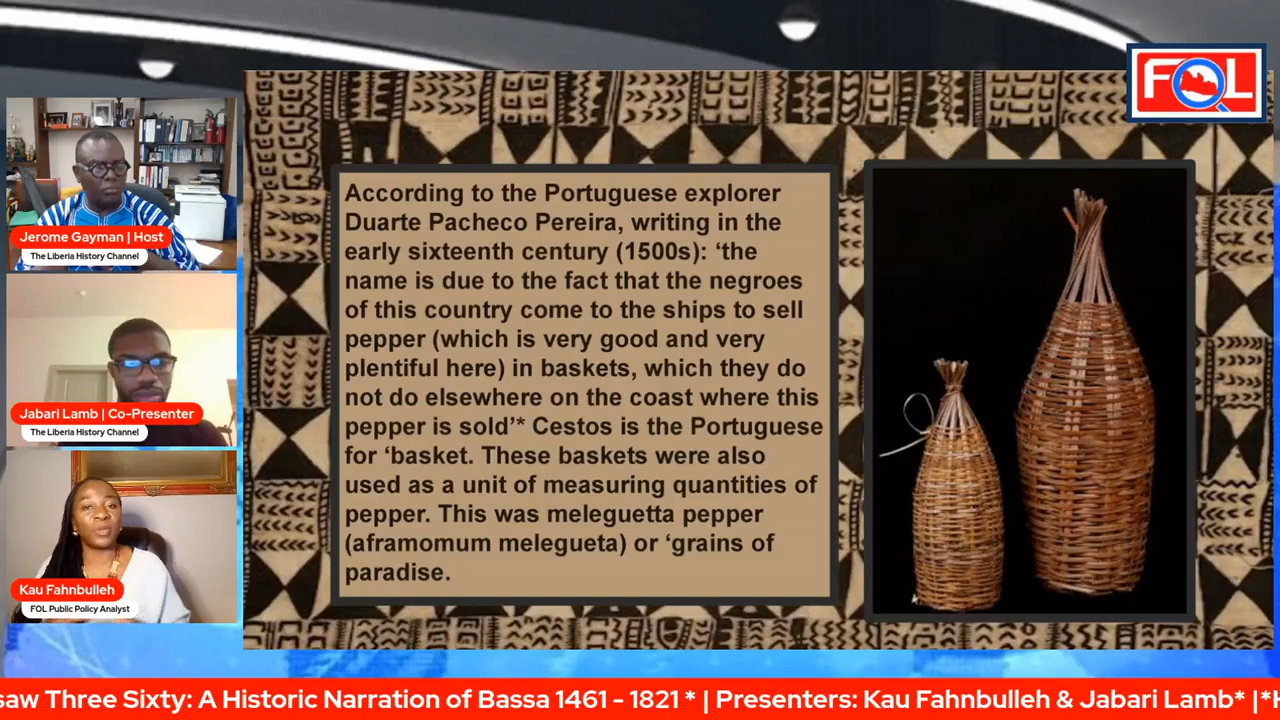 FOL
Jerome Gayman | Host
The Liberia History Channel
Jabari Lamb | Co-Presenter
The Liberia History Channel
Kau Fahnbulleh
FOL Public Policy Analyst
According to the Portuguese explorer
Duarte Pacheco Pereira, writing in the
early sixteenth century (1500s): ‘the
name is due to the fact that the negroes
of this country come to the ships to sell
pepper (which is very good and very
plentiful here) in baskets, which they do
not do elsewhere on the coast where this
pepper is sold’* Cestos is the Portuguese
for ‘basket. These baskets were also
used as a unit of measuring quantities of
pepper. This was meleguetta pepper
(aframomum melegueta) or ‘grains of
paradise.
saw Three Sixty: A Historic Narration of Bassa 1461 - 1821 * | Presenters: Kau Fahnbulleh & Jabari Lamb* |*